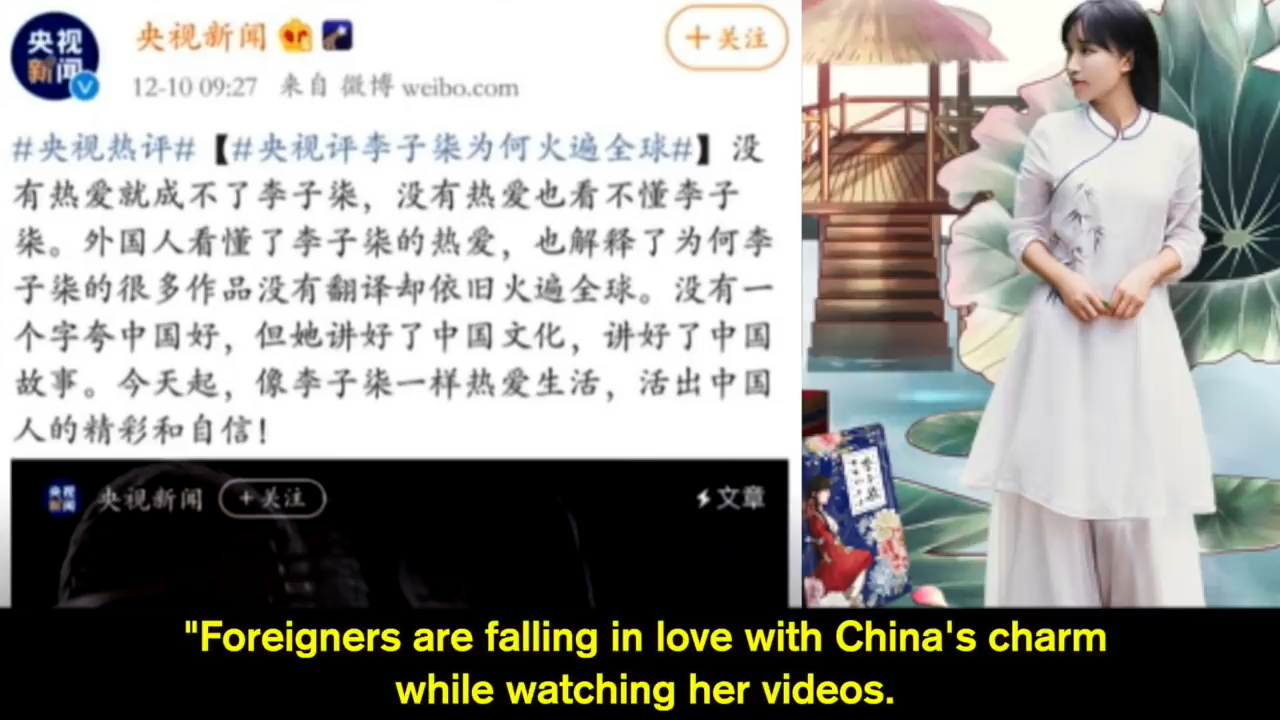 央视
新闻
央视新闻
+关注
12-10 09:27 来自 微博 weibo.com
#央视热评#【#央视评李子柒为何火遍全球#】没
有热爱就成不了李子柒，没有热爱也看不懂李子
柒。外国人看懂了李子柒的热爱，也解释了为何李
子柒的很多作品没有翻译却依旧火遍全球。没有一
个字夸中国好，但她讲好了中国文化，讲好了中国
故事。今天起，像李子柒一样热爱生活，活出中国
人的精彩和自信！
央视
新闻
央视新闻
+关注
文章
"Foreigners are falling in love with China's charm
while watching her videos.